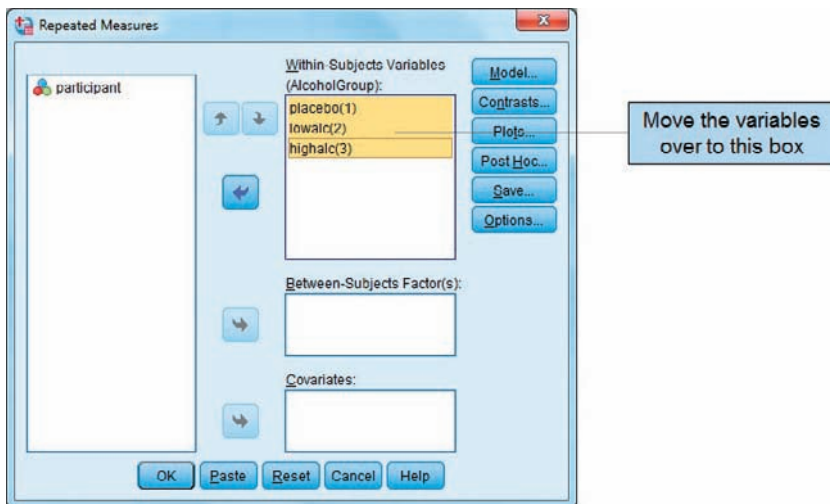 Repeated Measures
participant
Within-Subjects Variables
(AlcoholGroup):
placebo(1)
lowalc(2)
highalc(3)
Model...
Contrasts...
Plots...
Post Hoc...
Save...
Options...
Move the variables
over to this box
Between-Subjects Factor(s):
Covariates:
OK
Paste
Reset
Cancel
Help